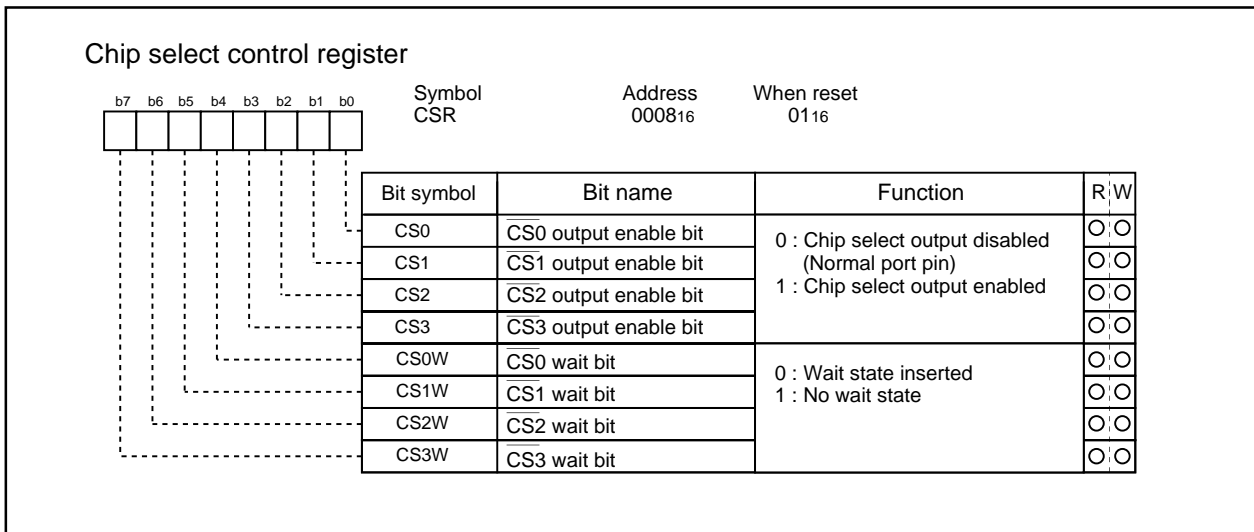 Chip select control register
Symbol Address When reset
b7 b6 b5 b4 b3 b2 b1 b0
CSR 000816 0116
Bit symbol Bit name Function R W
CS0 CS0 output enable bit 0 : Chip select output disabled
(Normal port pin)
1 : Chip select output enabled
CS1 CS1 output enable bit
CS2 CS2 output enable bit
CS3 CS3 output enable bit
CS0W CS0 wait bit 0 : Wait state inserted
1 : No wait state
CS1W CS1 wait bit
CS2W CS2 wait bit
CS3W CS3 wait bit